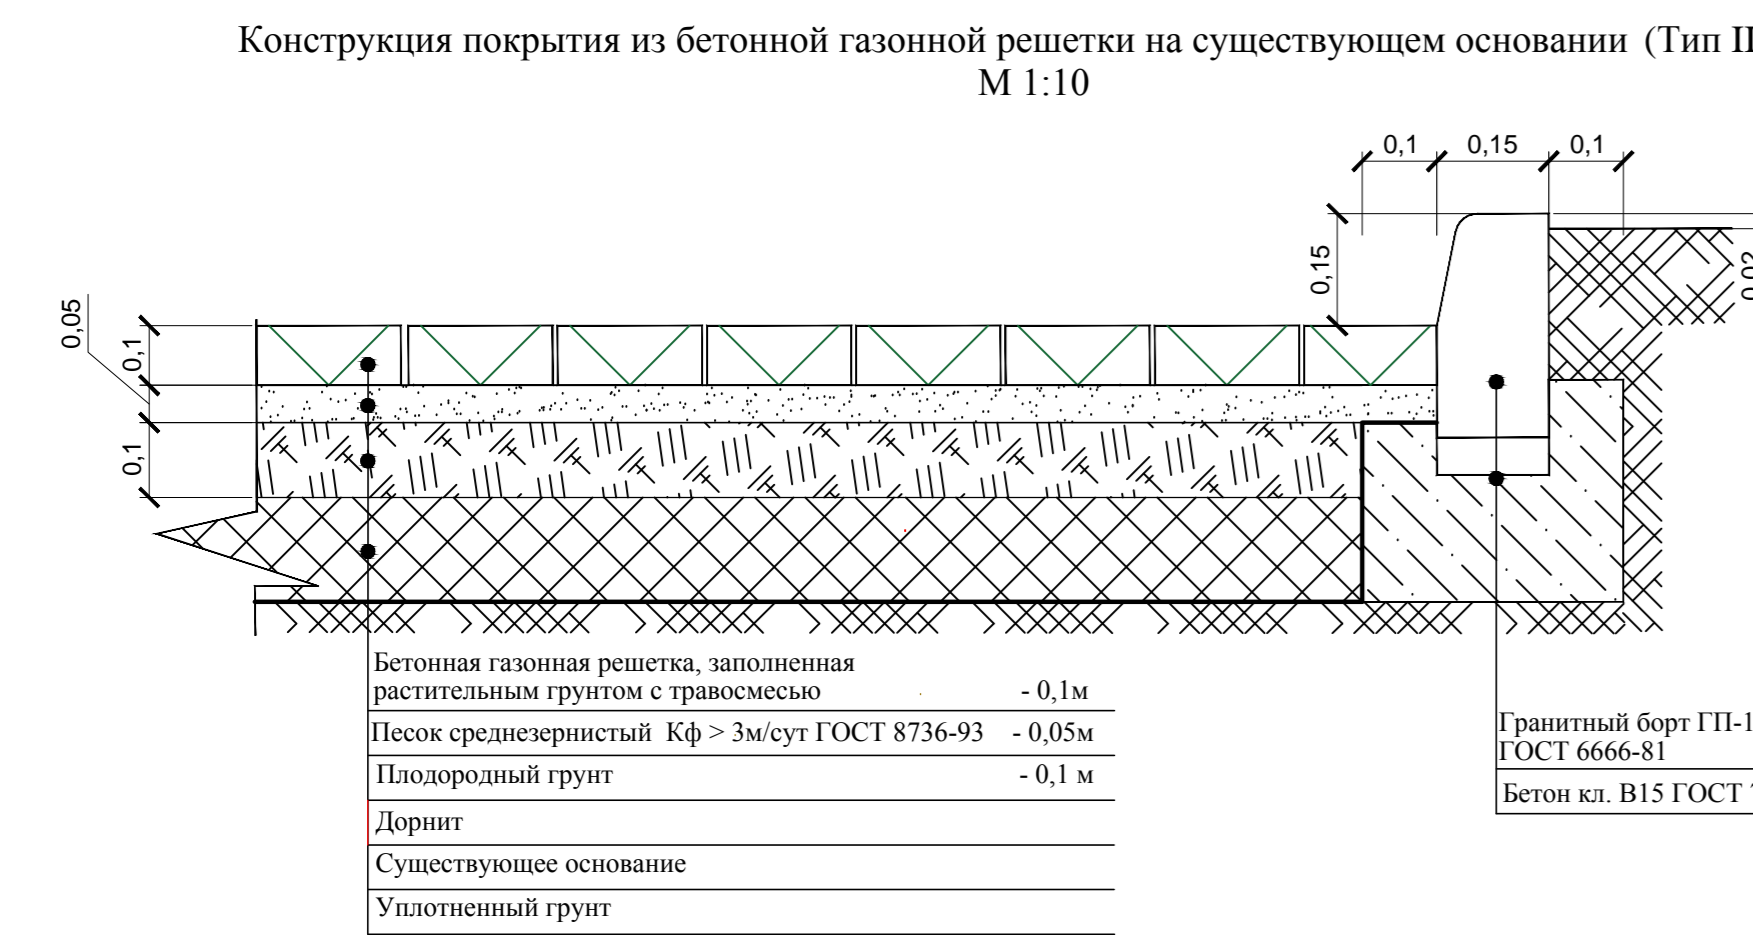 Конструкция покрытия из бетонной газонной решетки на существующем основании (Тип
М 1:10
0,1 0,15 0,1
0,15
0,02
0,05
0,1
0,1
Бетонная газонная решетка, заполненная
растительным грунтом с травосмесью - 0,1м
Песок среднезернистый Кф > 3м/сут ГОСТ 8736-93 - 0,05м
Плодородный грунт - 0,1 м
Дорнит
Существующее основание
Уплотненный грунт
Гранитный борт ГП-1
ГОСТ 6666-81
Бетон кл. В15 ГОСТ